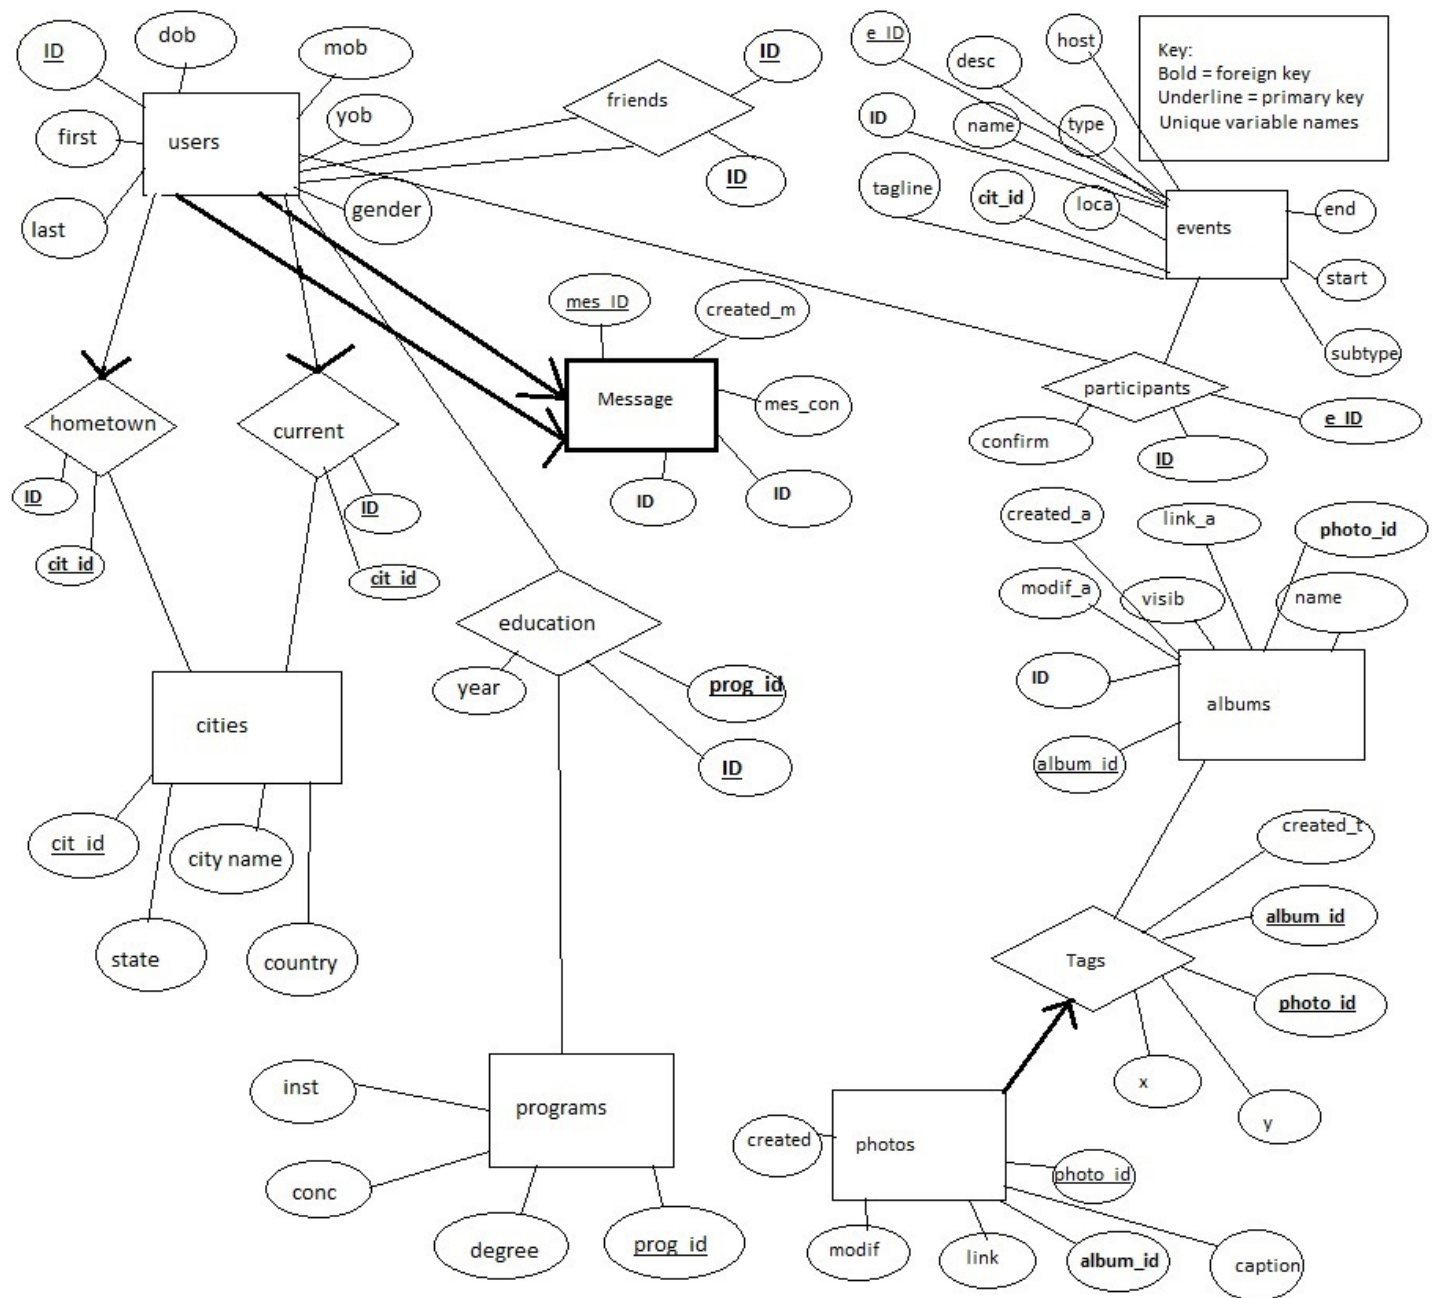 ID
dob
mob
first
users
yob
last
gender
friends
ID
ID
e_ID
desc
host
ID
name
type
tagline
cit_id
loca
events
end
start
subtype
Key:
Bold = foreign key
Underline = primary key
Unique variable names
participants
confirm
ID
e_ID
mes_ID
created_m
Message
mes_con
ID
ID
hometown
current
ID
cit_id
ID
cit_id
education
year
prog_id
ID
cities
cit_id
city name
state
country
created_a
link_a
photo_id
modif_a
visib
name
ID
albums
album_id
created_t
album_id
Tags
photo_id
x
y
inst
programs
conc
degree
prog_id
created
photos
photo_id
modif
link
album_id
caption